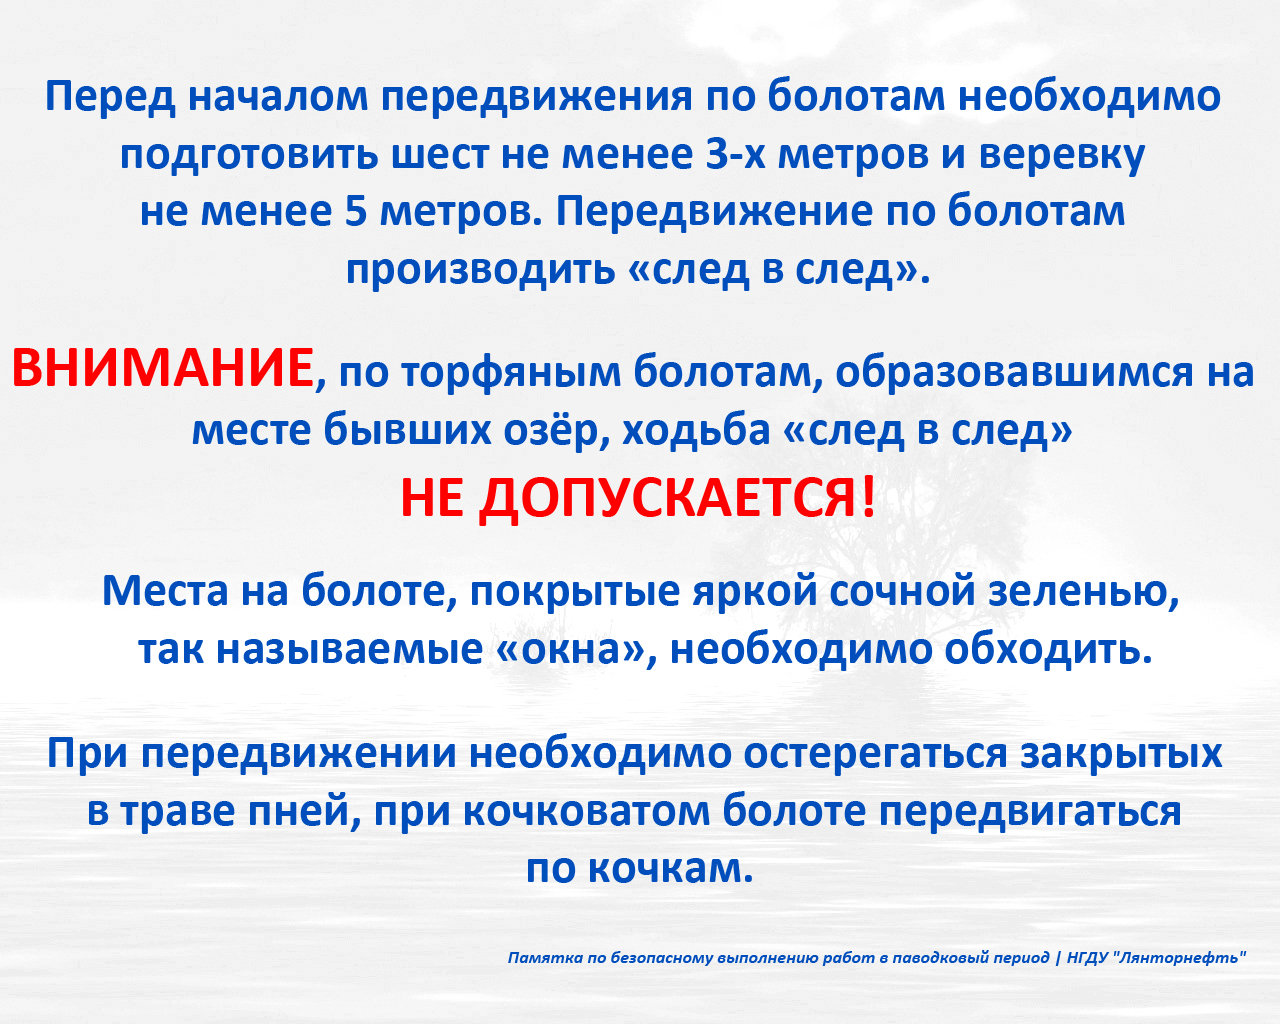 Перед началом передвижения по болотам необходимо
подготовить шест не менее 3-х метров и веревку
не менее 5 метров. Передвижение по болотам
производить «след в след».
ВНИМАНИЕ, по торфяным болотам, образовавшимся на
месте бывших озёр, ходьба «след в след»
НЕ ДОПУСКАЕТСЯ!
Места на болоте, покрытые яркой сочной зеленью,
так называемые «окна», необходимо обходить.
При передвижении необходимо остерегаться закрытых
в траве пней, при кочковатом болоте передвигаться
по кочкам.
Памятка по безопасному выполнению работ в паводковый период | НГДУ "Лянторнефть"